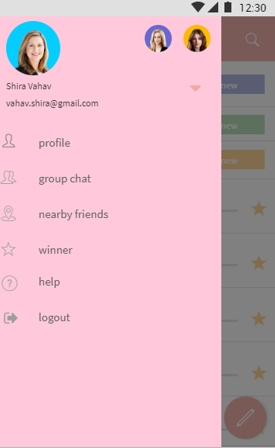 12:30
Shira Vahav
vahav.shira@gmail.com
new
new
new
profile
group chat
nearby friends
winner
help
logout